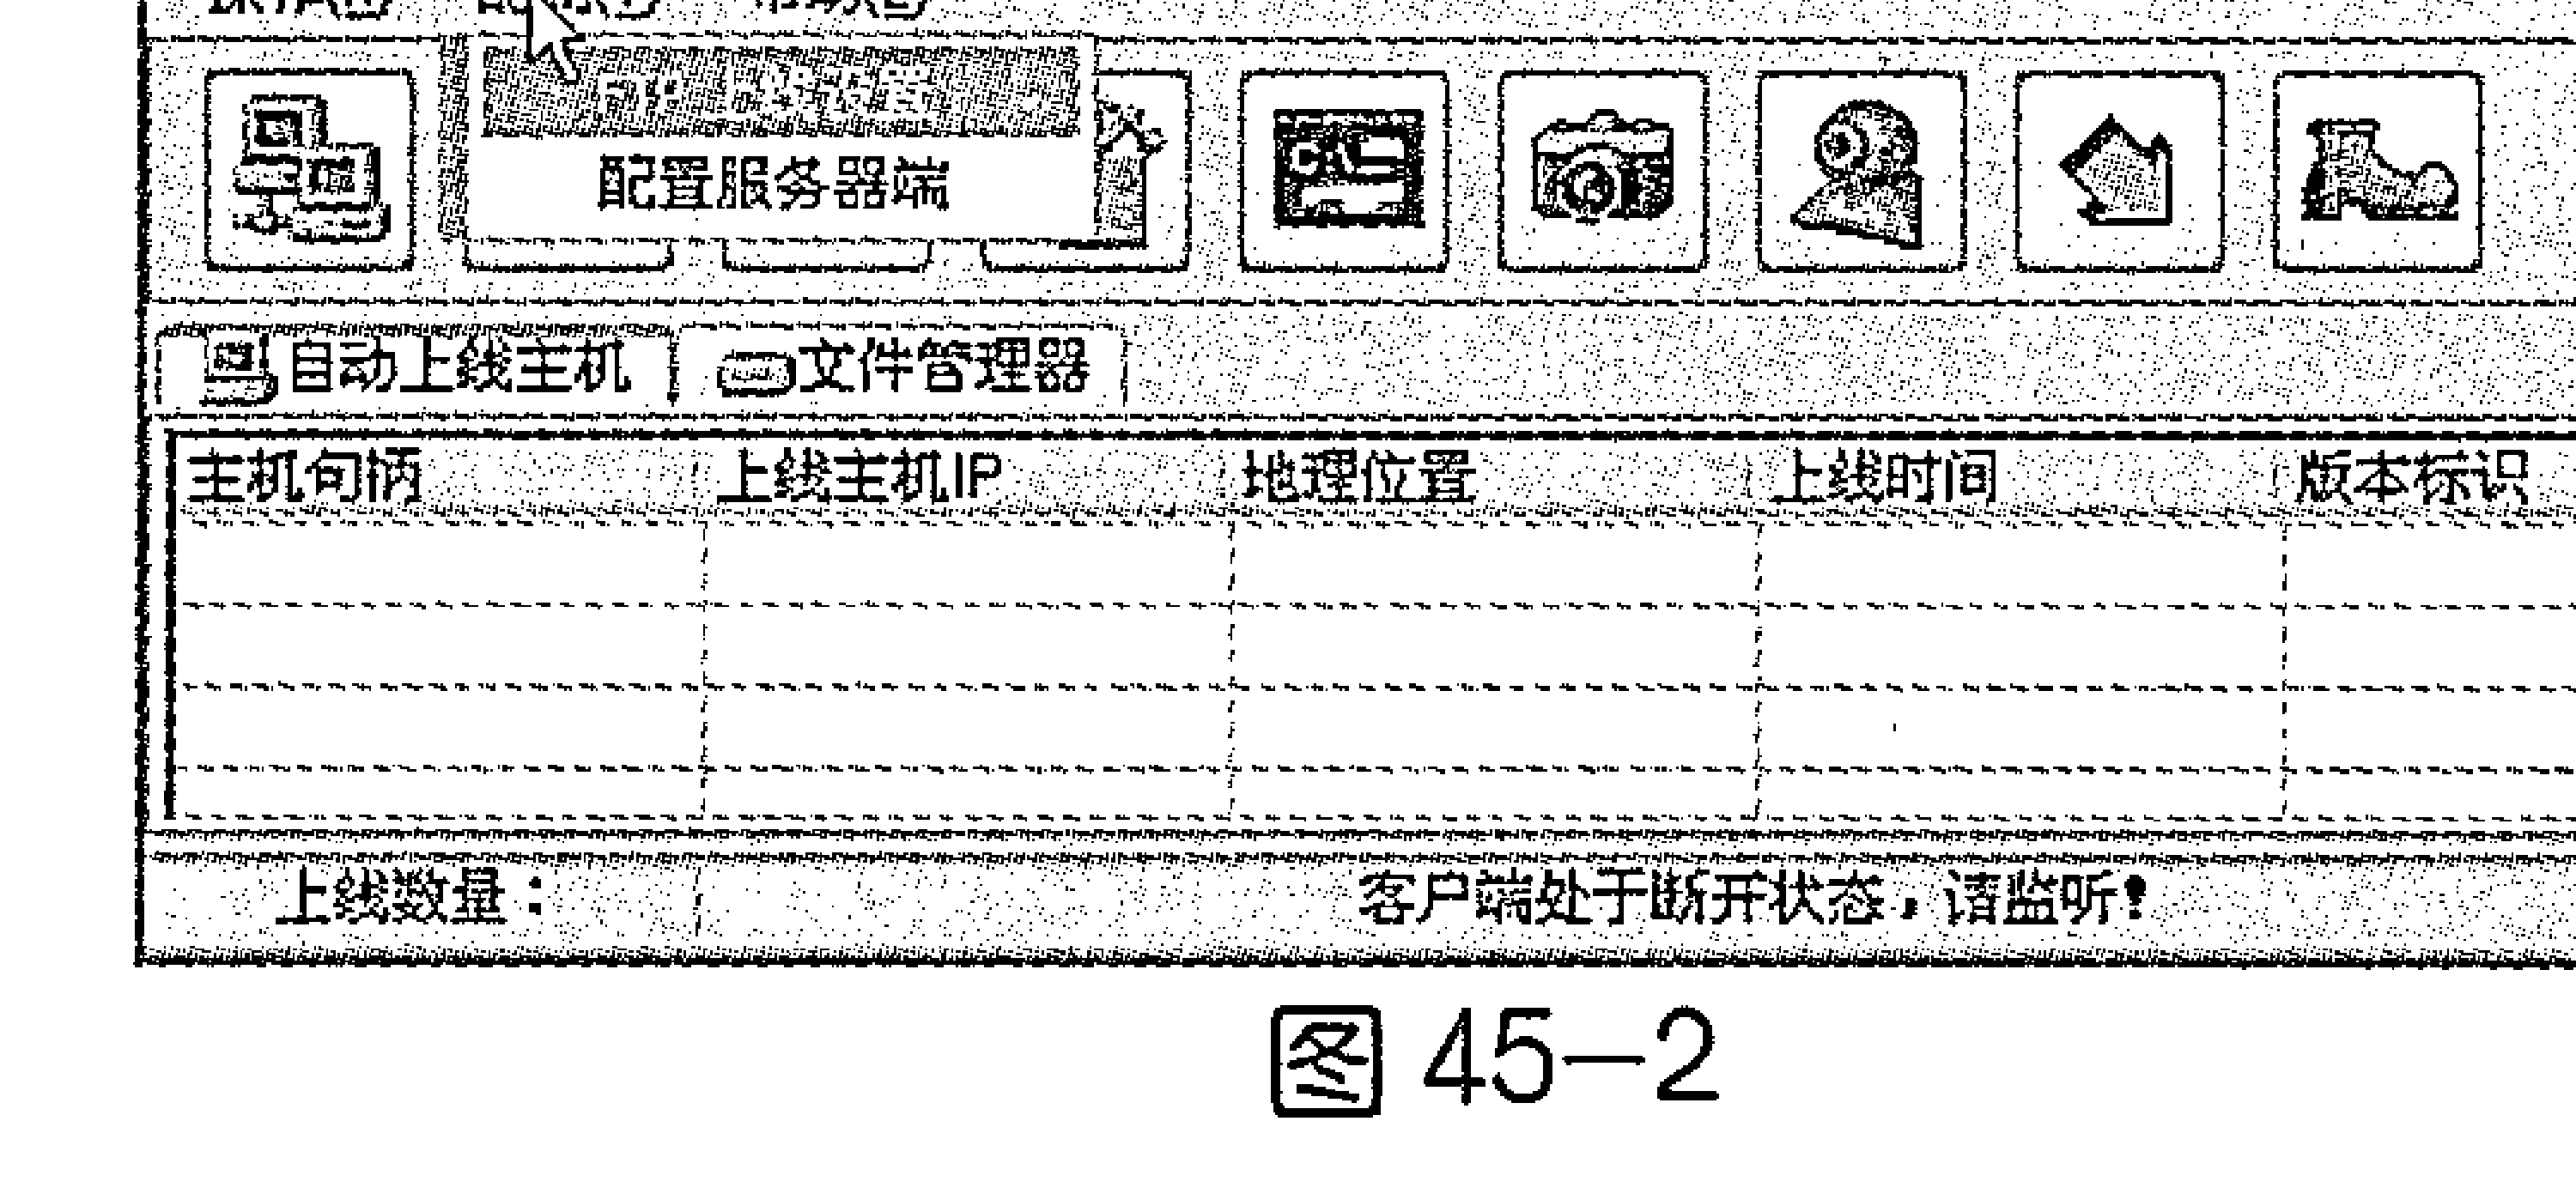 配置服务器端
自动上线主机 文件管理器
主机句柄 上线主机IP 地理位置 上线时间 版本标识
上线数量： 客户端处于断开状态，请监听！
图 45-2